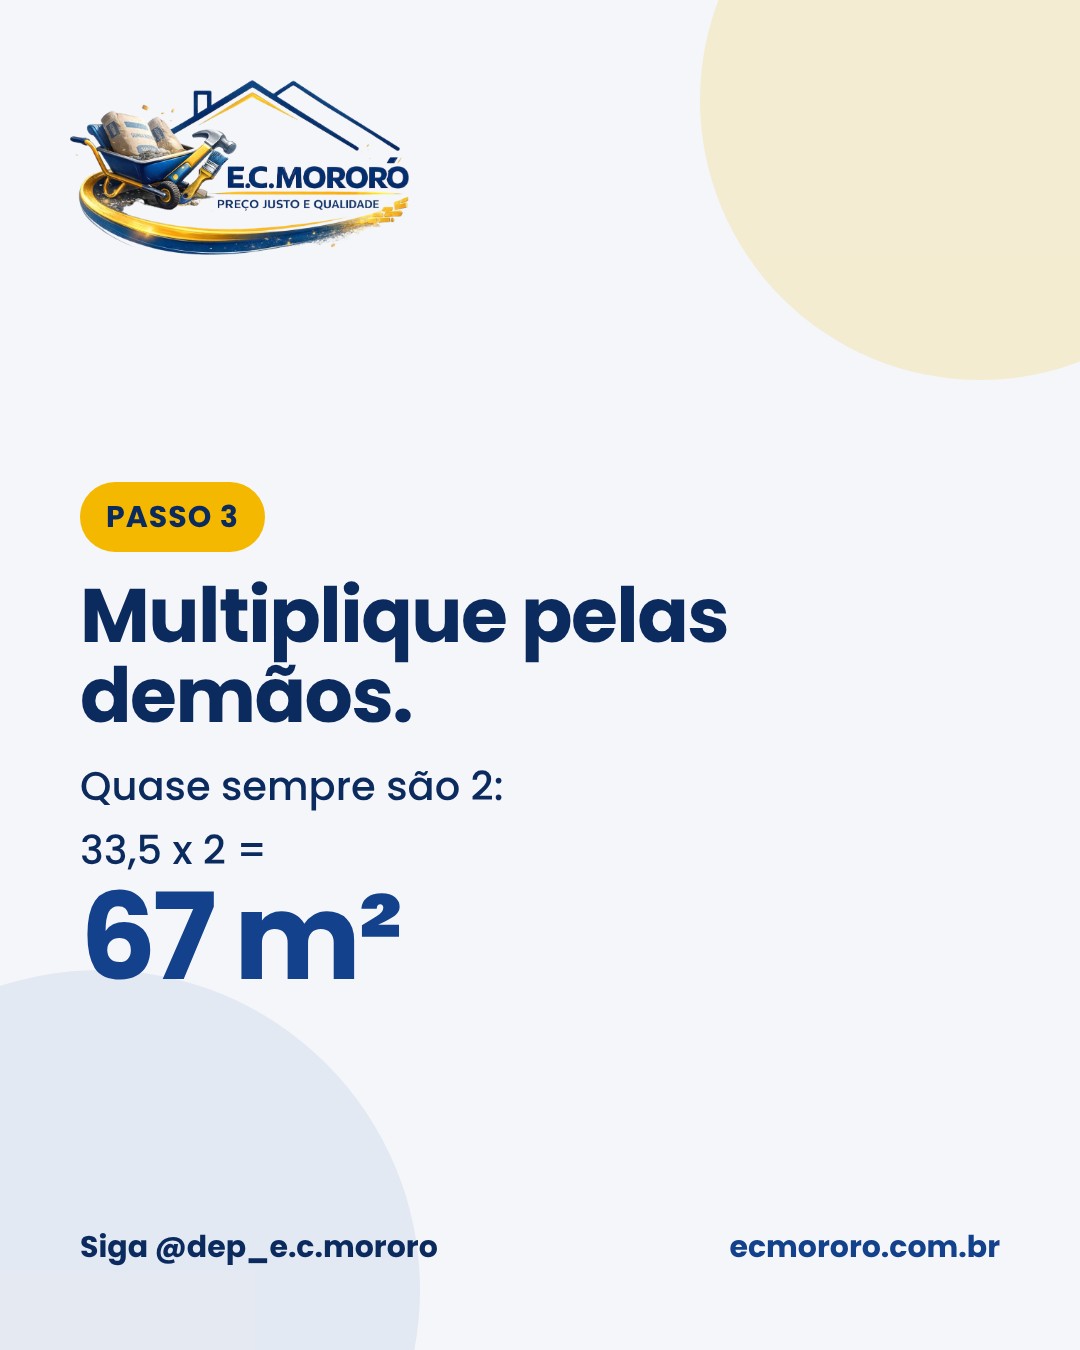 E.C.MORORÓ
PREÇO JUSTO E QUALIDADE
PASSO 3
Multiplique pelas
demãos.
Quase sempre são 2:
33,5 x 2 =
67 m²
Siga @dep_e.c.mororo
ecmororo.com.br